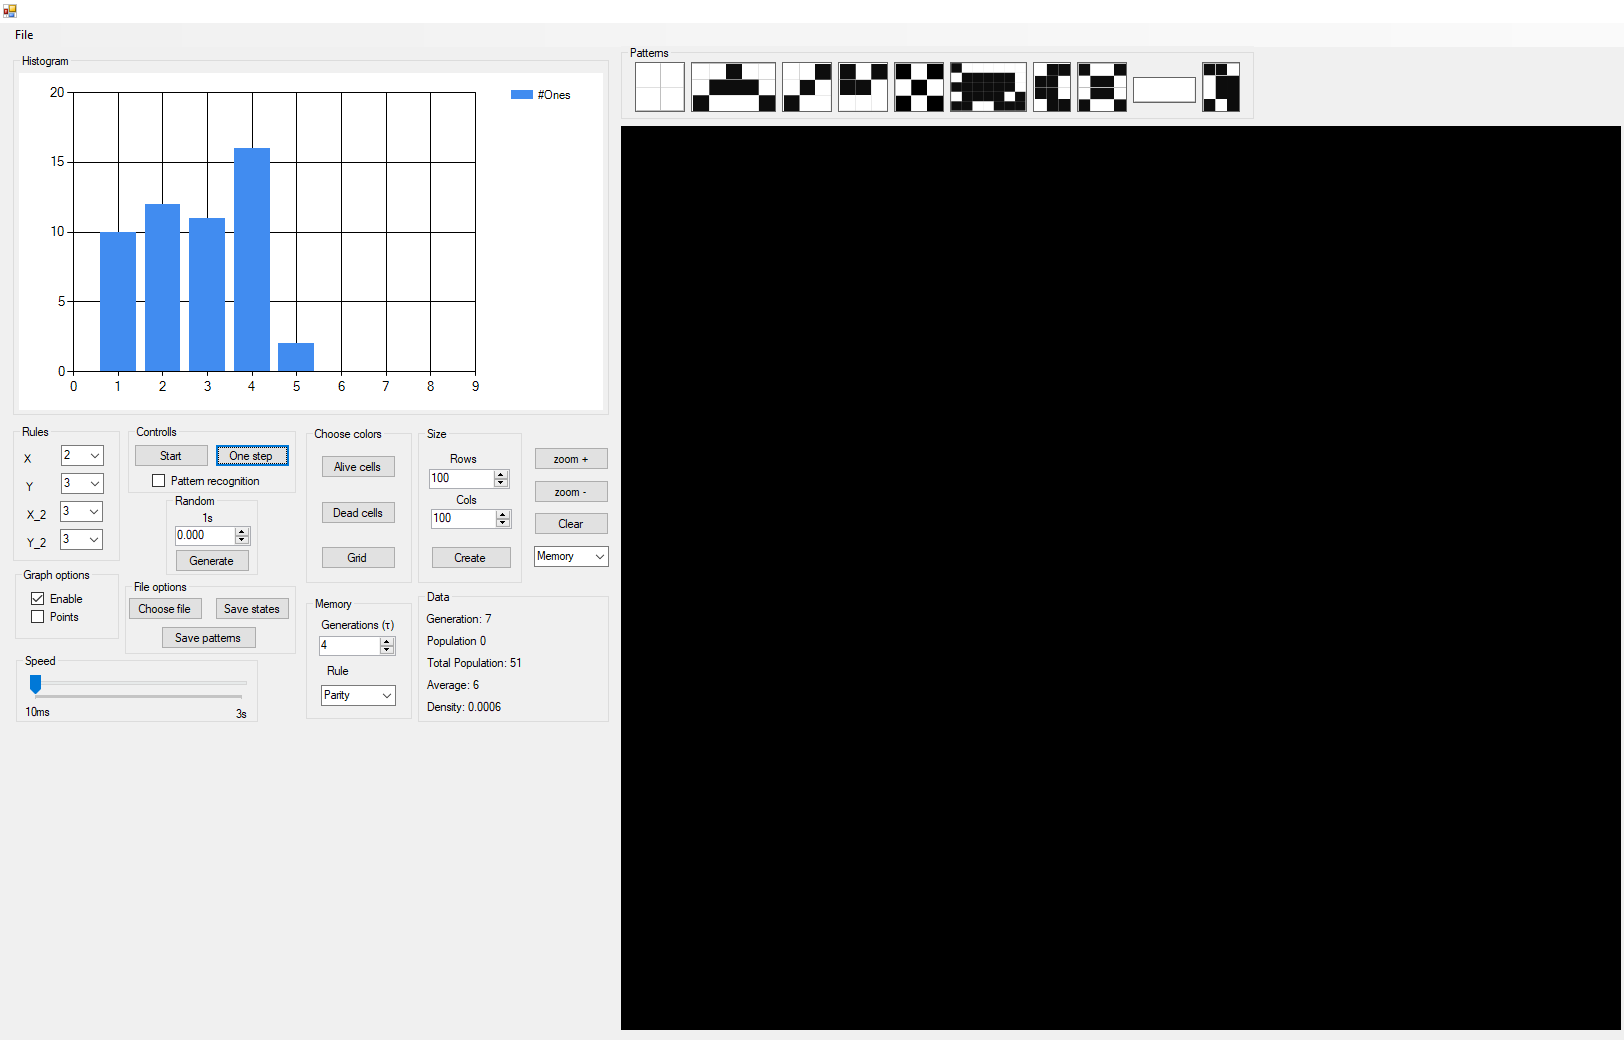 File
Histogram
20
15
10
5
0
0 1 2 3 4 5 6 7 8 9
#Ones
Patterns
Rules
X 2
Y 3
X_2 3
Y_2 3
Controlls
Start One step
Pattern recognition
Random
1s
0.000
Generate
Choose colors
Alive cells
Dead cells
Grid
Size
Rows
100
Cols
100
Create
zoom +
zoom -
Clear
Memory
Graph options
Enable
Points
File options
Choose file Save states
Save patterns
Memory
Generations (τ)
4
Rule
Parity
Data
Generation: 7
Population 0
Total Population: 51
Average: 6
Density: 0.0006
Speed
10ms 3s